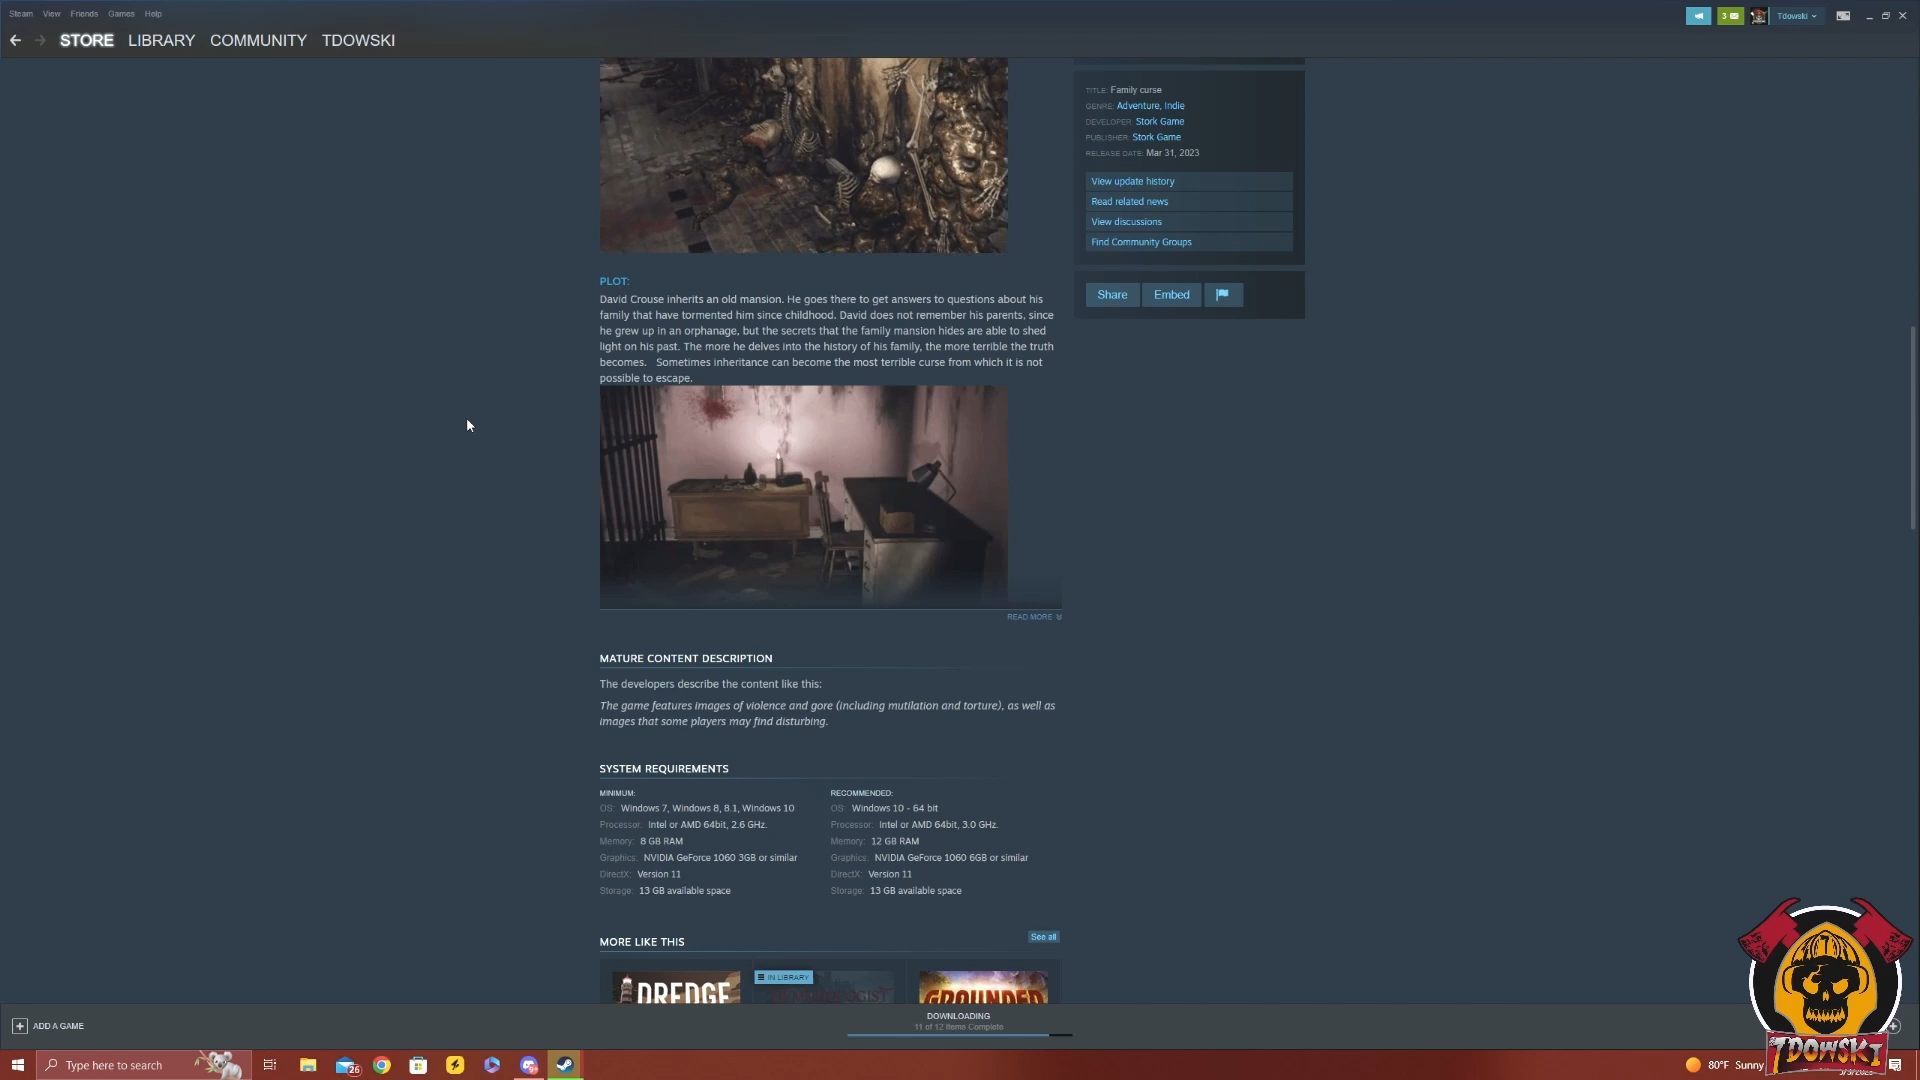 Steam View Friends Games Help
3
Tdowski
STORE LIBRARY COMMUNITY TDOWSKI
TITLE: Family curse
GENRE: Adventure, Indie
DEVELOPER: Stork Game
PUBLISHER: Stork Game
RELEASE DATE: Mar 31, 2023
View update history
Read related news
View discussions
Find Community Groups
Share Embed
PLOT:
David Crouse inherits an old mansion. He goes there to get answers to questions about his
family that have tormented him since childhood. David does not remember his parents, since
he grew up in an orphanage, but the secrets that the family mansion hides are able to shed
light on his past. The more he delves into the history of his family, the more terrible the truth
becomes. Sometimes inheritance can become the most terrible curse from which it is not
possible to escape.
READ MORE
MATURE CONTENT DESCRIPTION
The developers describe the content like this:
The game features images of violence and gore (including mutilation and torture), as well as
images that some players may find disturbing.
SYSTEM REQUIREMENTS
MINIMUM:
OS: Windows 7, Windows 8, 8.1, Windows 10
Processor: Intel or AMD 64bit, 2.6 GHz.
Memory: 8 GB RAM
Graphics: NVIDIA GeForce 1060 3GB or similar
DirectX: Version 11
Storage: 13 GB available space
RECOMMENDED:
OS: Windows 10 - 64 bit
Processor: Intel or AMD 64bit, 3.0 GHz.
Memory: 12 GB RAM
Graphics: NVIDIA GeForce 1060 6GB or similar
DirectX: Version 11
Storage: 13 GB available space
MORE LIKE THIS
See all
DREDGE
IN LIBRARY
GROUNDED
ADD A GAME
DOWNLOADING
11 of 12 Items Complete
Type here to search
26
80°F Sunny
TDOWSKI